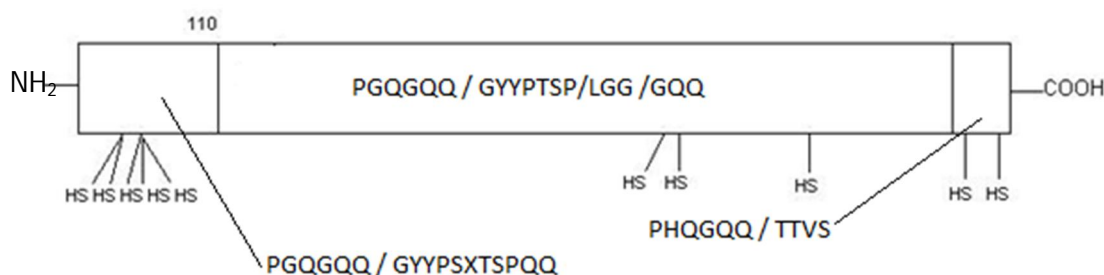 110
NH₂ PGQGQQ / GYYPTSP/LGG /GQQ COOH
HS HS HS HS HS HS HS HS HS HS
PHQGQQ / TTVS
PGQGQQ / GYYPSXTSPQQ